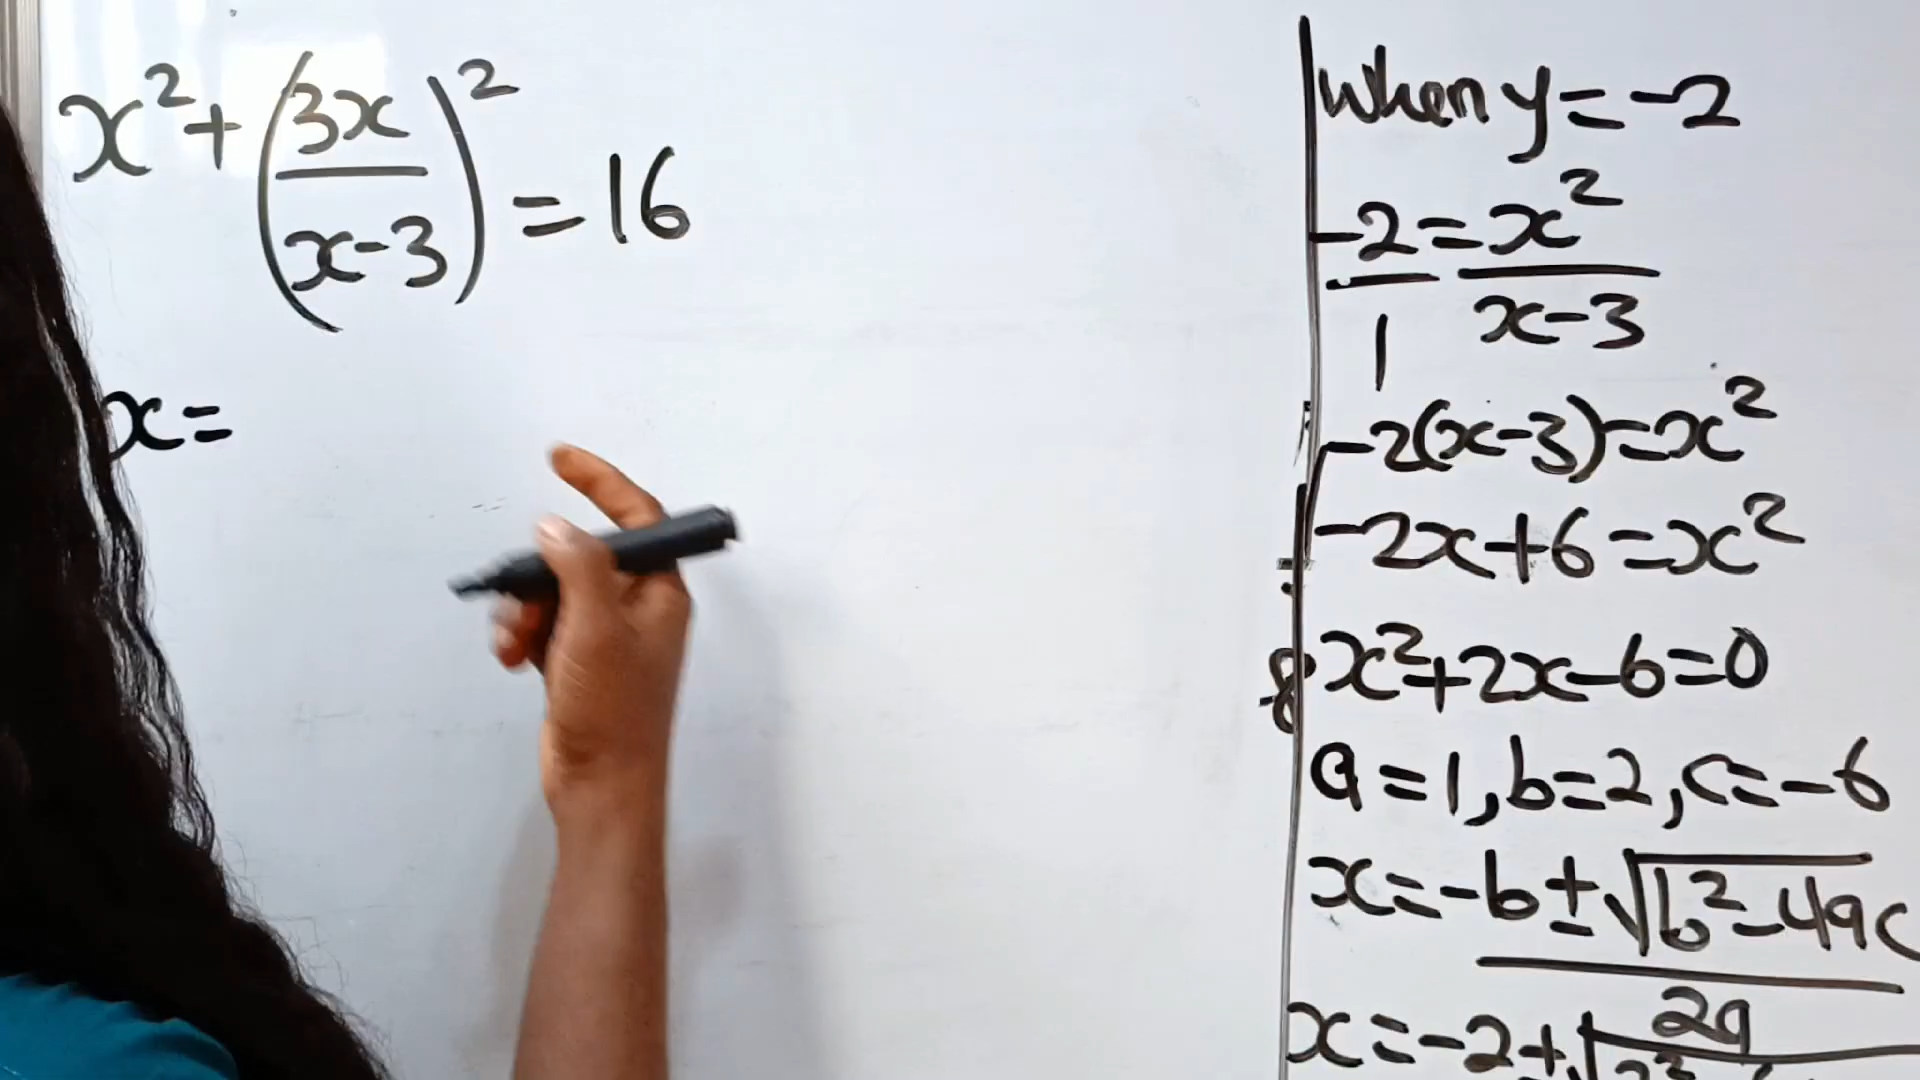 x² + (3x/(x-3))² = 16
x=
When y = -2
-2/1 = x²/(x-3)
-2(x-3)=x²
-2x+6=x²
x²+2x-6=0
a=1, b=2, c=-6
x = -b ± √b²-4ac
2a
x = -2 ± √